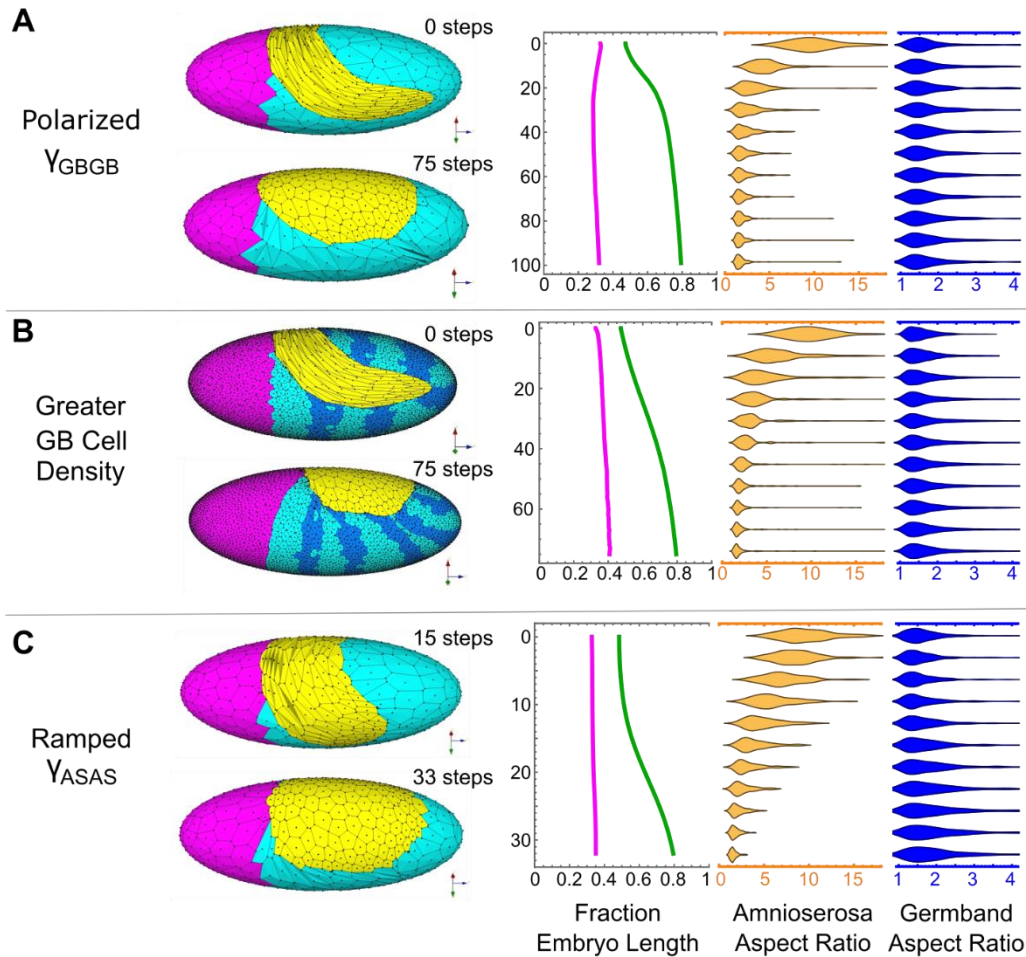 A
Polarized
γGBGB
0 steps
75 steps
0
20
40
60
80
100
0 0.2 0.4 0.6 0.8 1
5 10 15
1 2 3 4
B
Greater
GB Cell
Density
0 steps
75 steps
0
20
40
60
0 0.2 0.4 0.6 0.8 1
0 5 10 15
1 2 3 4
C
Ramped
γASAS
15 steps
33 steps
0
10
20
30
0 0.2 0.4 0.6 0.8 1
0 5 10 15
1 2 3 4
Fraction
Embryo Length
Amnioserosa
Aspect Ratio
Germband
Aspect Ratio